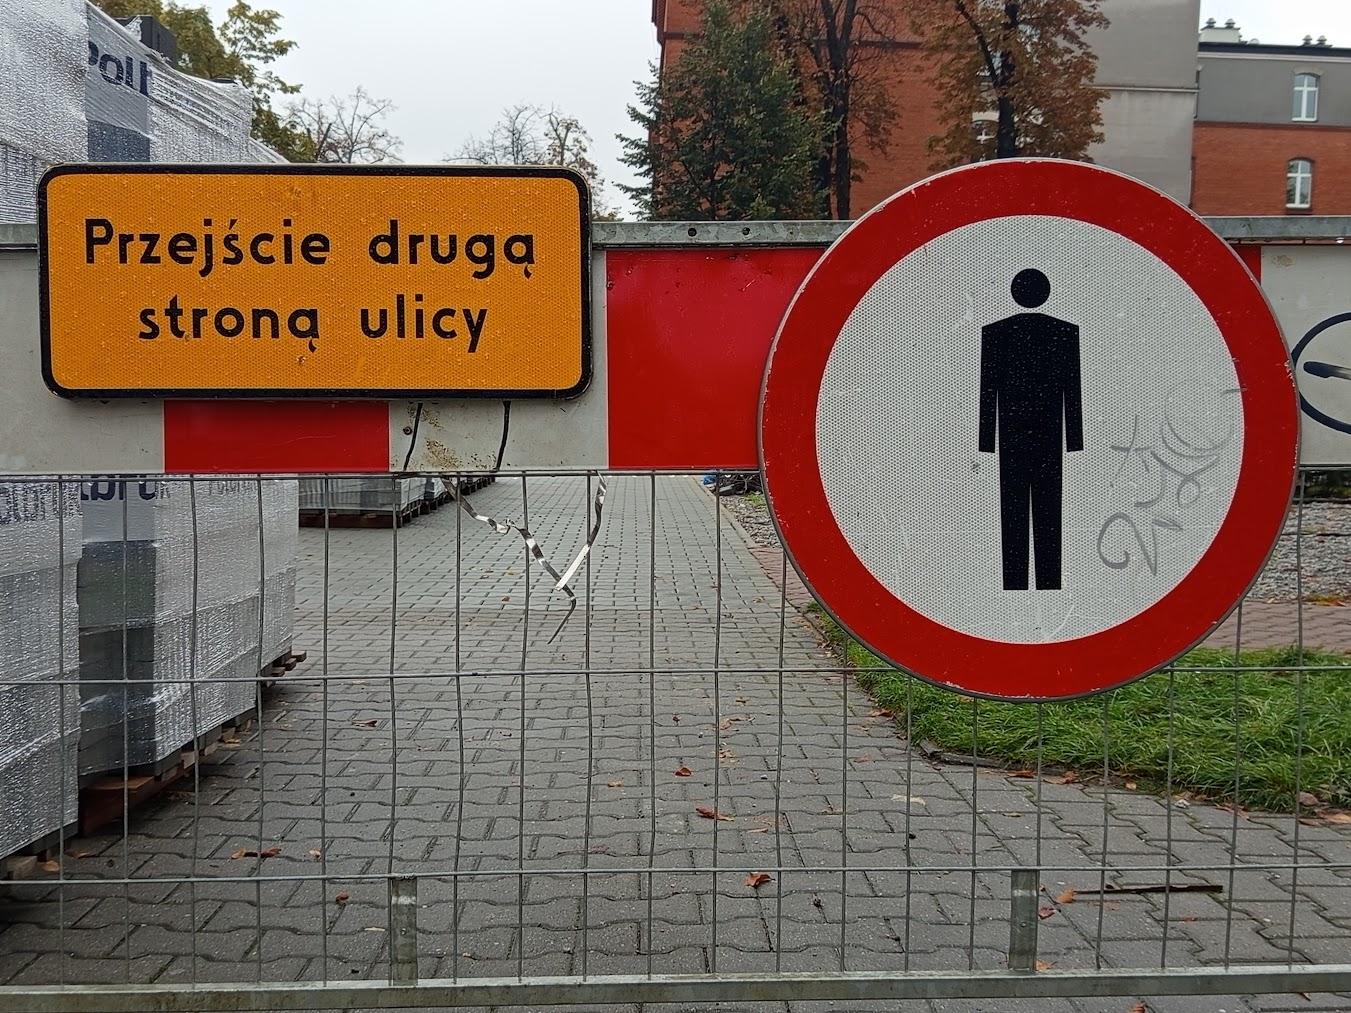 Przejście drugą
stroną ulicy